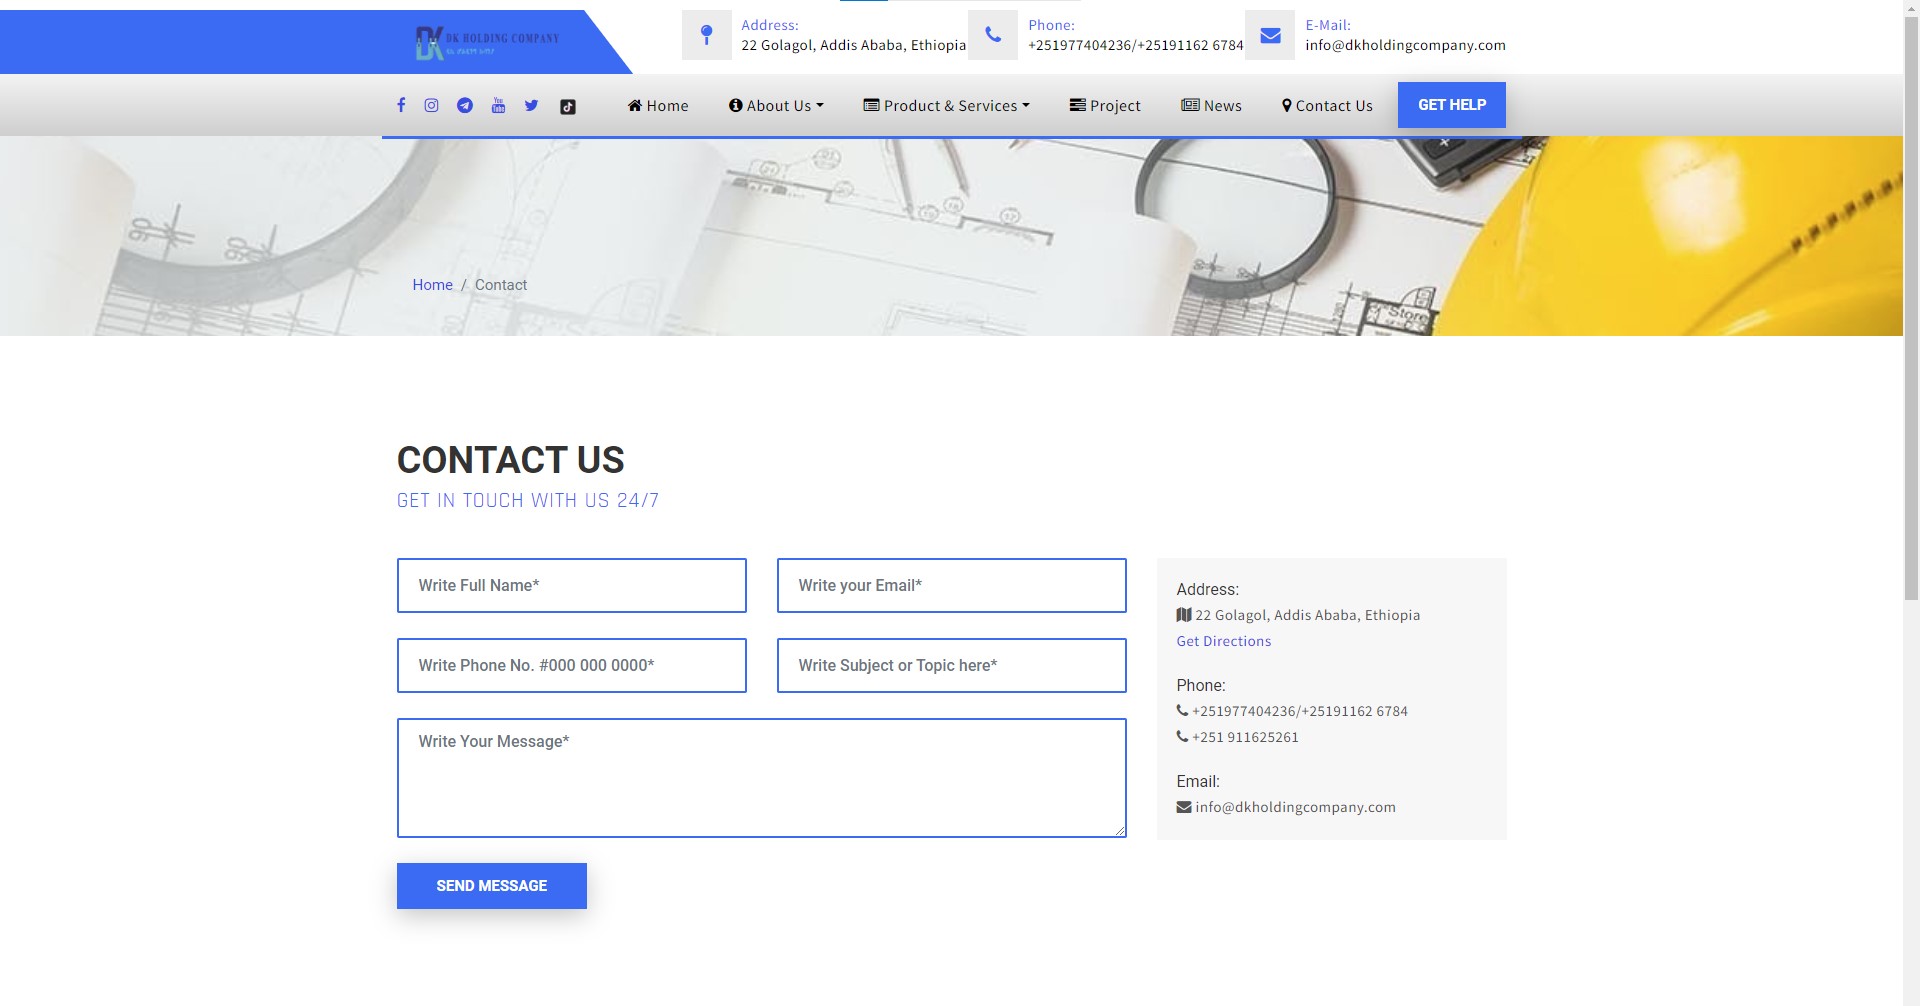 DK HOLDING COMPANY
Address:
22 Golagol, Addis Ababa, Ethiopia
Phone:
+251977404236/+25191162 6784
E-Mail:
info@dkholdingcompany.com
Home
About Us
Product & Services
Project
News
Contact Us
GET HELP
Home / Contact
Store
CONTACT US
GET IN TOUCH WITH US 24/7
Write Full Name*
Write your Email*
Write Phone No. #000 000 0000*
Write Subject or Topic here*
Write Your Message*
SEND MESSAGE
Address:
22 Golagol, Addis Ababa, Ethiopia
Get Directions
Phone:
+251977404236/+25191162 6784
+251 911625261
Email:
info@dkholdingcompany.com